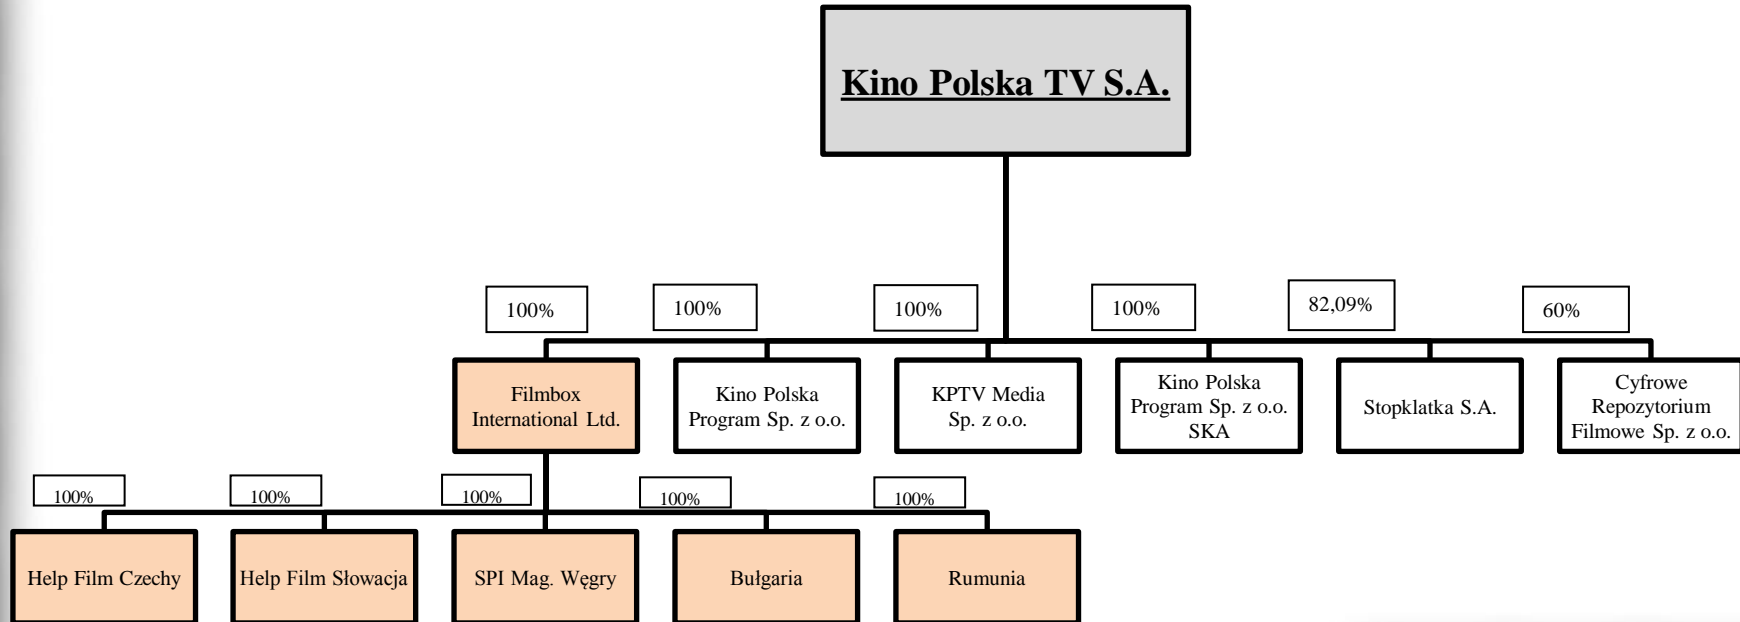 Kino Polska TV S.A.
100%
100%
100%
100%
82,09%
60%
Filmbox
International Ltd.
Kino Polska
Program Sp. z o.o.
KPTV Media
Sp. z o.o.
Kino Polska
Program Sp. z o.o.
SKA
Stopklatka S.A.
Cyfrowe
Repozytorium
Filmowe Sp. z o.o.
100%
100%
100%
100%
100%
Help Film Czechy
Help Film Słowacja
SPI Mag. Węgry
Bułgaria
Rumunia